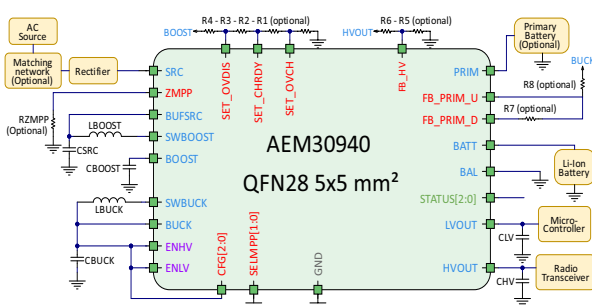 AC
Source
Matching
network
(Optional)
Rectifier
RZMPP
(Optional)
LBOOST
CSRC
CBOOST
LBUCK
CBUCK
BOOST
R4 - R3 - R2 - R1 (optional)
HVOUT
R6 - R5 (optional)
SRC
ZMPP
BUFSRC
SWBOOST
BOOST
SWBUCK
BUCK
ENHV
ENLV
SET_OVDIS
SET_CHRDY
SET_OVCH
FB_HV
AEM30940
QFN28 5x5 mm²
CFG[2:0]
SELMPP[1:0]
GND
PRIM
FB_PRIM_U
FB_PRIM_D
BATT
BAL
STATUS[2:0]
LVOUT
HVOUT
Primary
Battery
(Optional)
BUCK
R8 (optional)
R7 (optional)
Li-Ion
Battery
CLV
Micro-
Controller
CHV
Radio
Transceiver